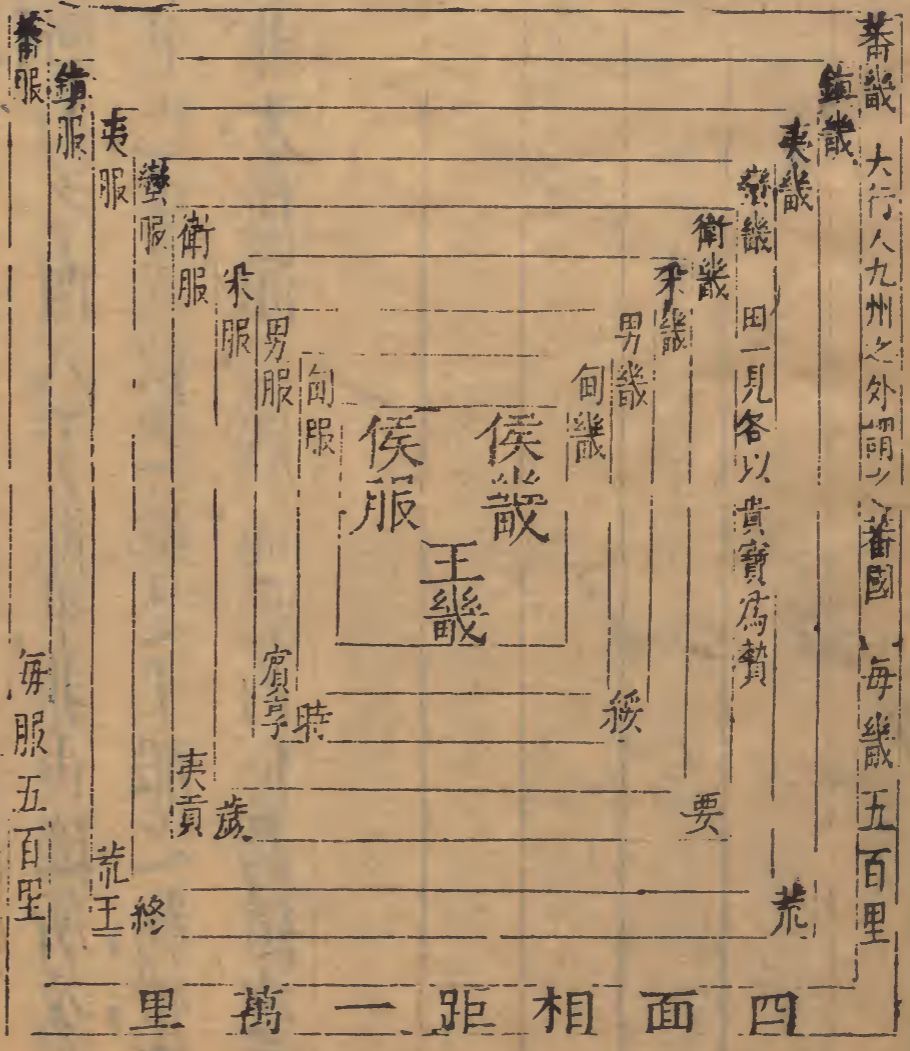 蕃畿 大行人九州之外謂之蕃國 每畿五百里
鎮畿
夷畿 荒
蠻畿 田一見各以貴寶爲贄
衛畿 要
采畿
男畿 綏
甸畿
侯畿
王畿
侯服
甸服 時
男服 賓享
采服 歲
衛服 夷貢
蠻服 終
夷服 荒王
鎮服
蕃服 每服五百里
四面相距一萬里